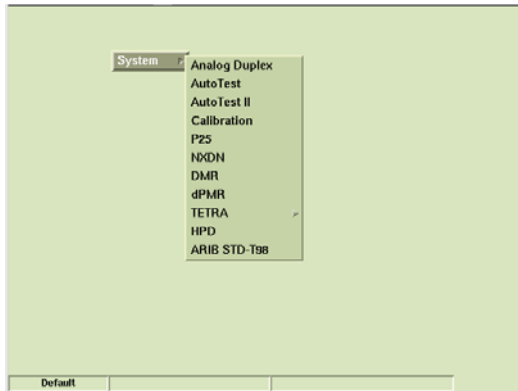 System
Analog Duplex
AutoTest
AutoTest II
Calibration
P25
NXDN
DMR
dPMR
TETRA
HPD
ARIB STD-T98
Default